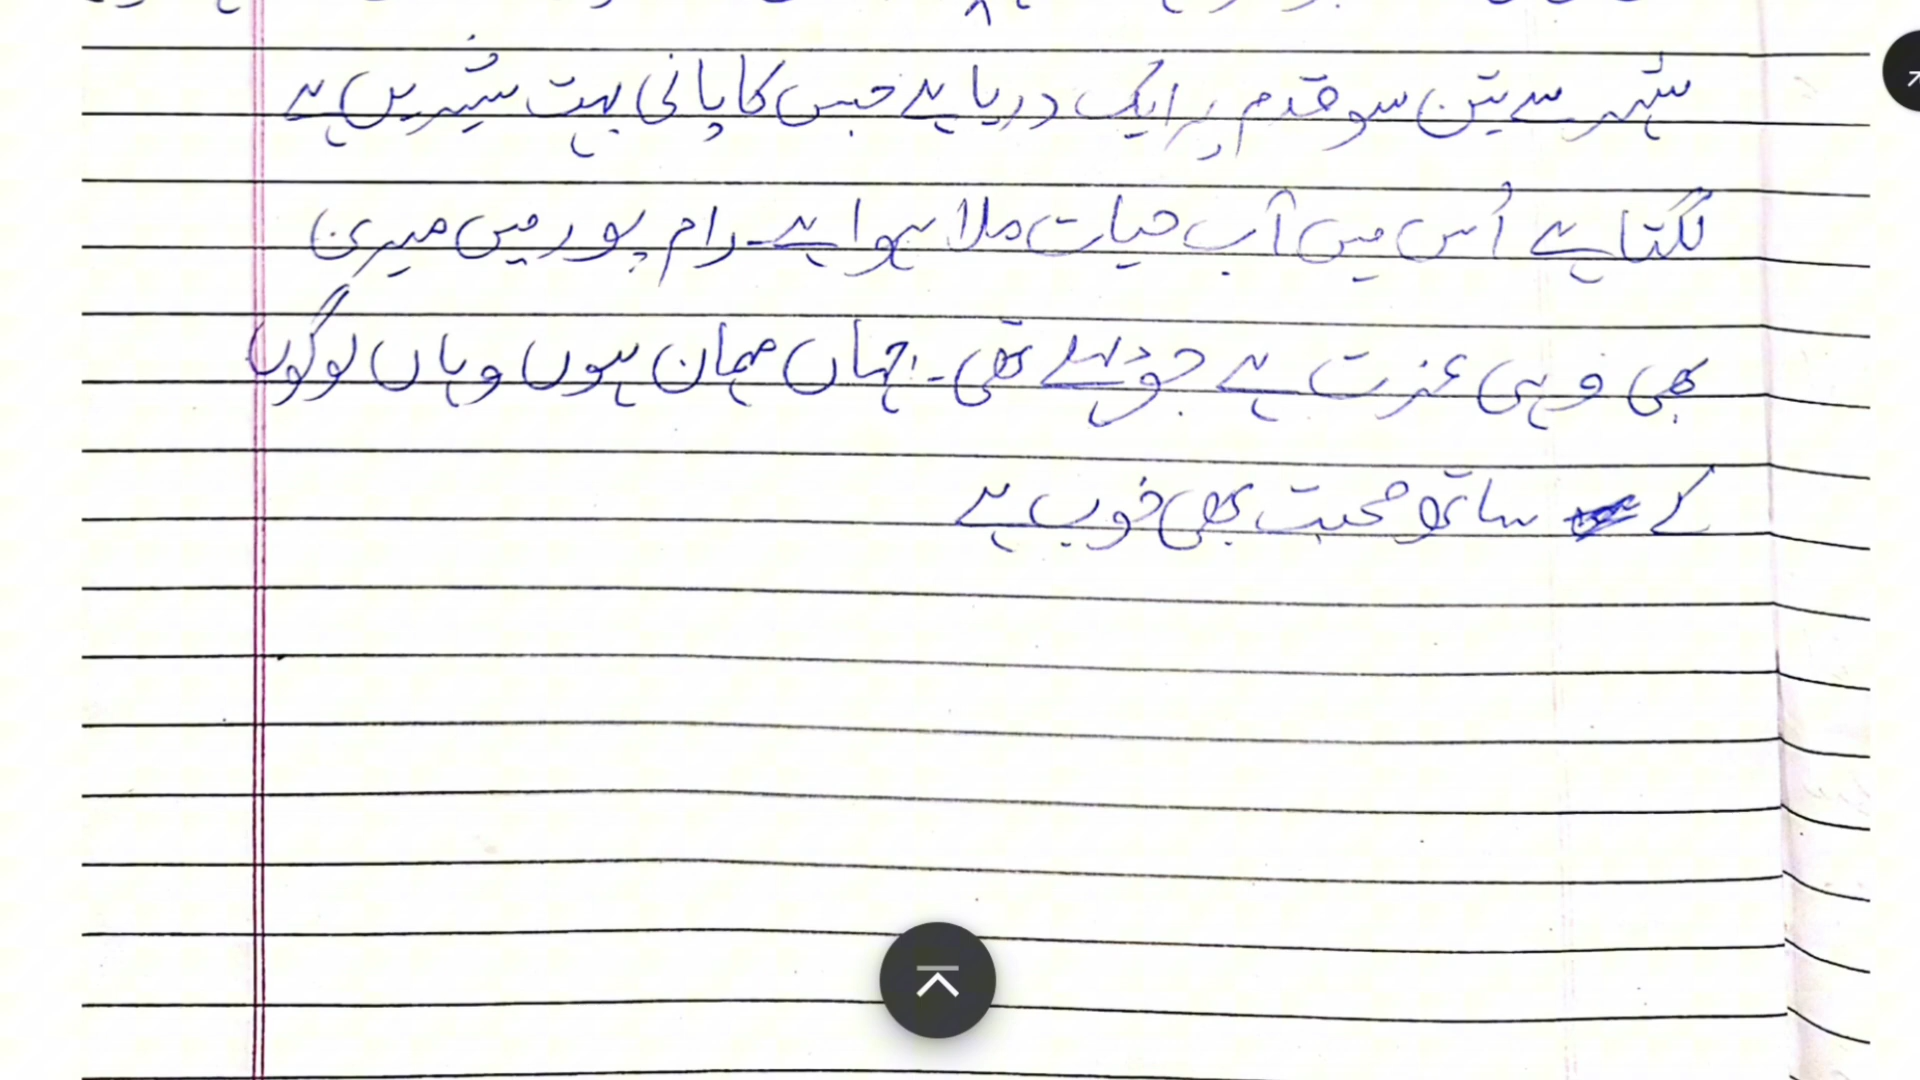 شہر سے تین سو قدم پر ایک دریا ہے جس کا پانی بہت شیریں ہے
لگتا ہے اُس میں آب حیات ملا ہوا ہے۔ رام پور میں میری
بھی وہی عزت ہے جو پہلے تھی۔ جہاں مہمان ہوں وہاں لوگوں
کے ساتھ محبت بھی خوب ہے